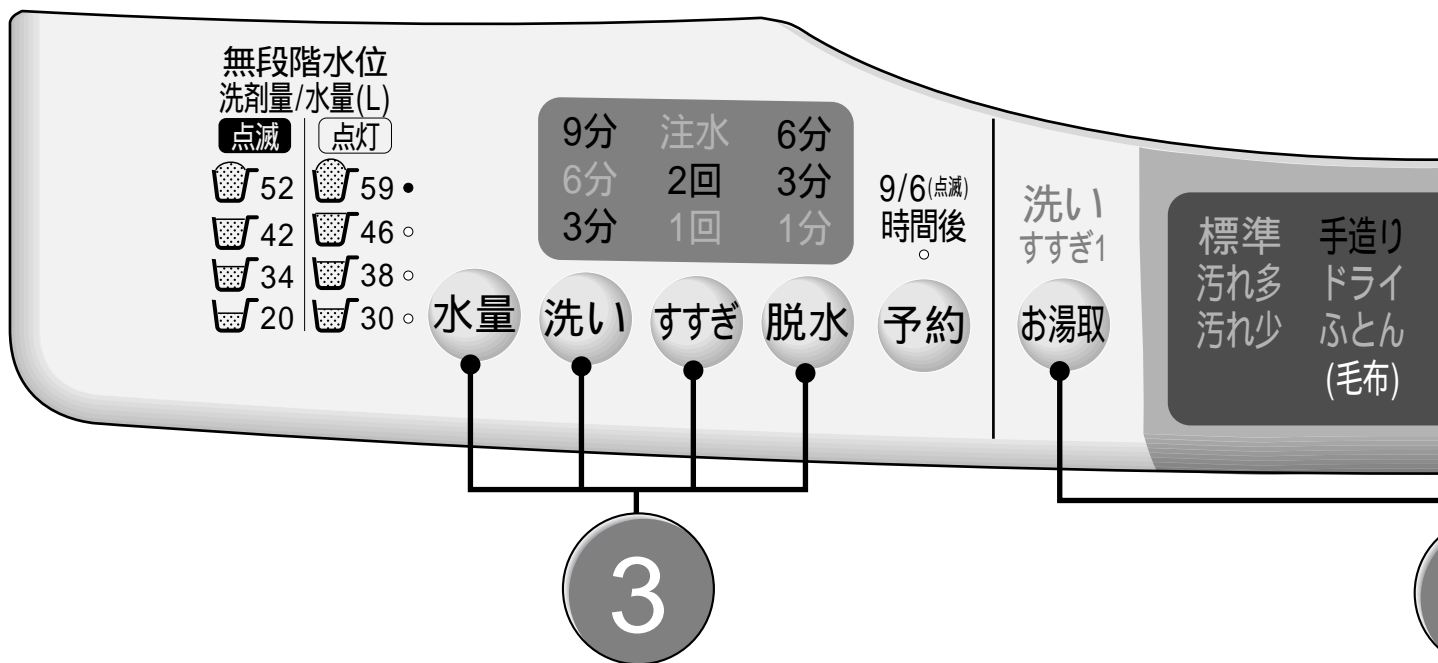 無段階水位
洗剤量/水量(L)
点滅 点灯
52 59
42 46
34 38
20 30
9分 注水 6分
6分 2回 3分
3分 1回 1分
9/6(点滅)
時間後
水量 洗い すすぎ 脱水 予約
洗い
すすぎ1
お湯取
標準 手造り
汚れ多 ドライ
汚れ少 ふとん
(毛布)
3